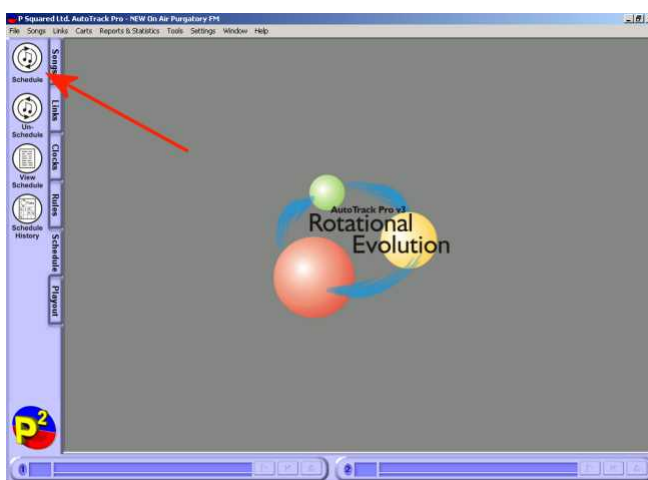 P Squared Ltd. AutoTrack Pro - NEW On Air Purgatory FM
File Songs Links Carts Reports & Statistics Tools Settings Window Help
Schedule
Un-
Schedule
View
Schedule
Schedule
History
Songs
Links
Clocks
Rules
Schedule
Playout
AutoTrack Pro v3
Rotational
Evolution
P2
1
2